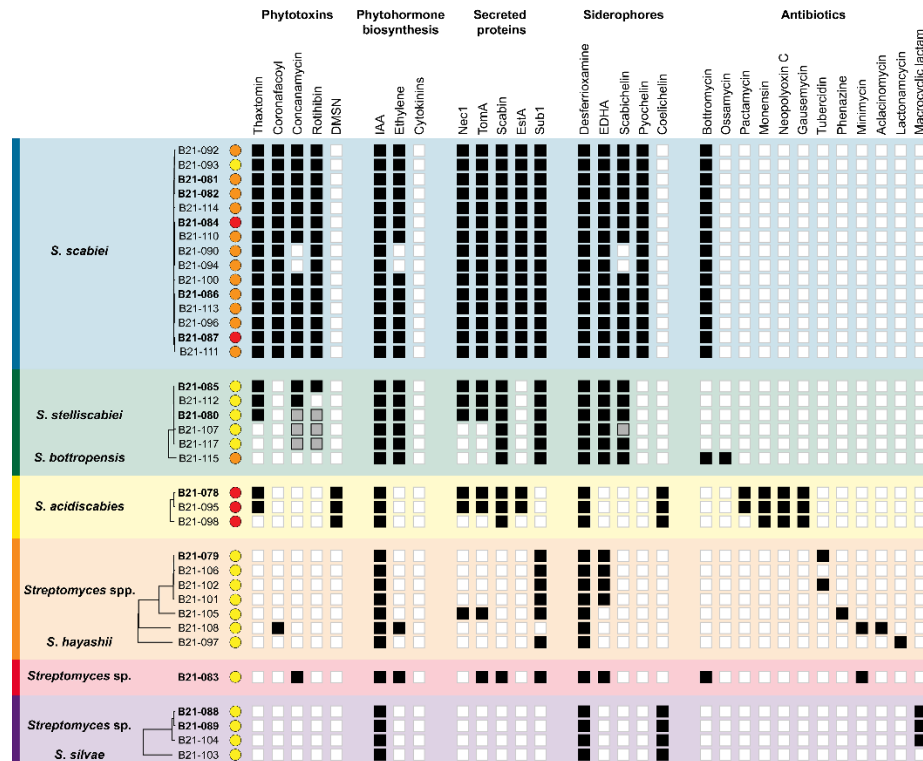 Phytotoxins
Phytohormone
biosynthesis
Secreted
proteins
Siderophores
Antibiotics
Thaxtomin
Coronafacoyl
Concanamycin
Rotihibin
DMSN
IAA
Ethylene
Cytokinins
Nec1
TomA
Scabin
EstA
Sub1
Desferrioxamine
EDHA
Scabichelin
Pyochelin
Coelichelin
Bottromycin
Ossamycin
Pactamycin
Monensin
Neopolyoxin C
Gausemycin
Tubercidin
Phenazine
Minimycin
Aclacinomycin
Lactonamcycin
Macrocyclic lactam
S. scabiei
B21-092
B21-093
B21-081
B21-082
B21-114
B21-084
B21-110
B21-090
B21-094
B21-100
B21-086
B21-113
B21-096
B21-087
B21-111
S. stelliscabiei
B21-085
B21-112
B21-080
B21-107
B21-117
S. bottropensis
B21-115
S. acidiscabies
B21-078
B21-095
B21-098
Streptomyces spp.
B21-079
B21-106
B21-102
B21-101
B21-105
B21-108
S. hayashii
B21-097
Streptomyces sp.
B21-083
Streptomyces sp.
B21-088
B21-089
B21-104
S. silvae
B21-103